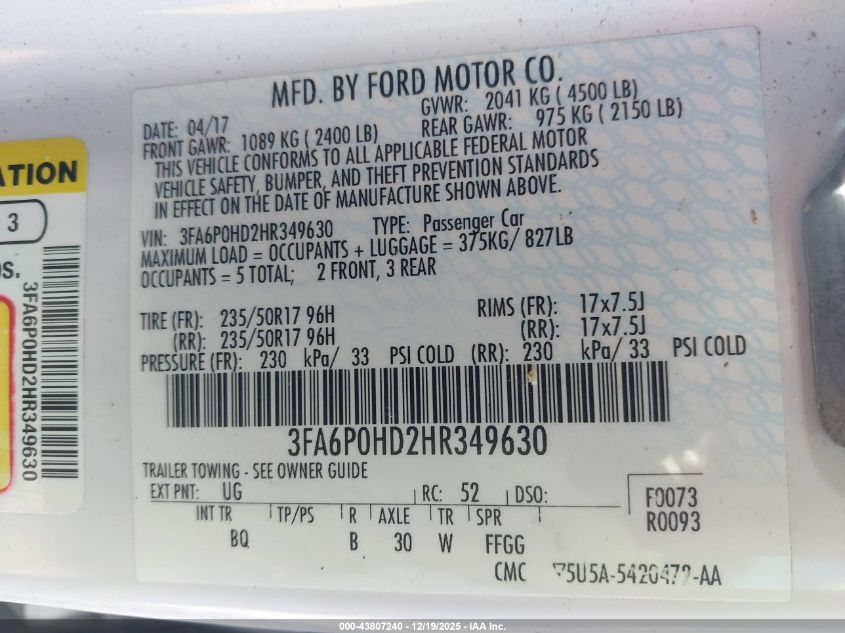 MFD. BY FORD MOTOR CO.
DATE: 04/17 GVWR: 2041 KG ( 4500 LB)
FRONT GAWR: 1089 KG ( 2400 LB) REAR GAWR: 975 KG ( 2150 LB)
THIS VEHICLE CONFORMS TO ALL APPLICABLE FEDERAL MOTOR
VEHICLE SAFETY, BUMPER, AND THEFT PREVENTION STANDARDS
IN EFFECT ON THE DATE OF MANUFACTURE SHOWN ABOVE.
VIN: 3FA6P0HD2HR349630 TYPE: Passenger Car
MAXIMUM LOAD = OCCUPANTS + LUGGAGE = 375KG/ 827LB
OCCUPANTS = 5 TOTAL; 2 FRONT, 3 REAR
TIRE (FR): 235/50R17 96H RIMS (FR): 17x7.5J
(RR): 235/50R17 96H (RR): 17x7.5J
PRESSURE (FR): 230 kPa/ 33 PSI COLD (RR): 230 kPa/ 33 PSI COLD
3FA6P0HD2HR349630
TRAILER TOWING - SEE OWNER GUIDE
EXT PNT: UG RC: 52 DSO: F0073
R0093
INT TR TP/PS R AXLE TR SPR
BQ B 30 W FFGG
CMC 5U5A-5420472-AA
ATION
3
S.
3FA6P0HD2HR349630
000-43807240 - 12/19/2025 - IAA Inc.